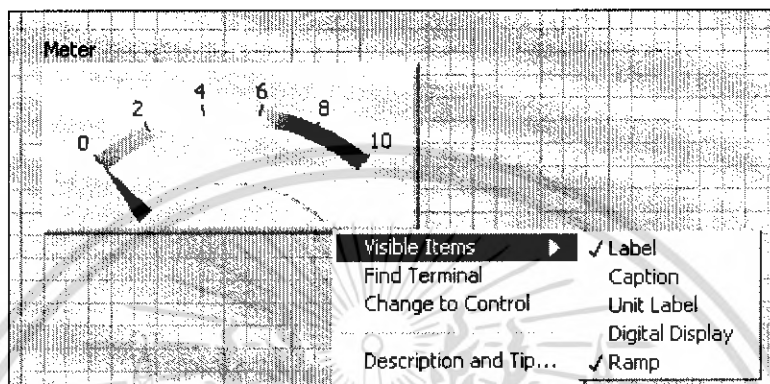 Meter
0 2 4 6 8 10
Visible Items
Find Terminal
Change to Control
Description and Tip...
✓ Label
Caption
Unit Label
Digital Display
✓ Ramp